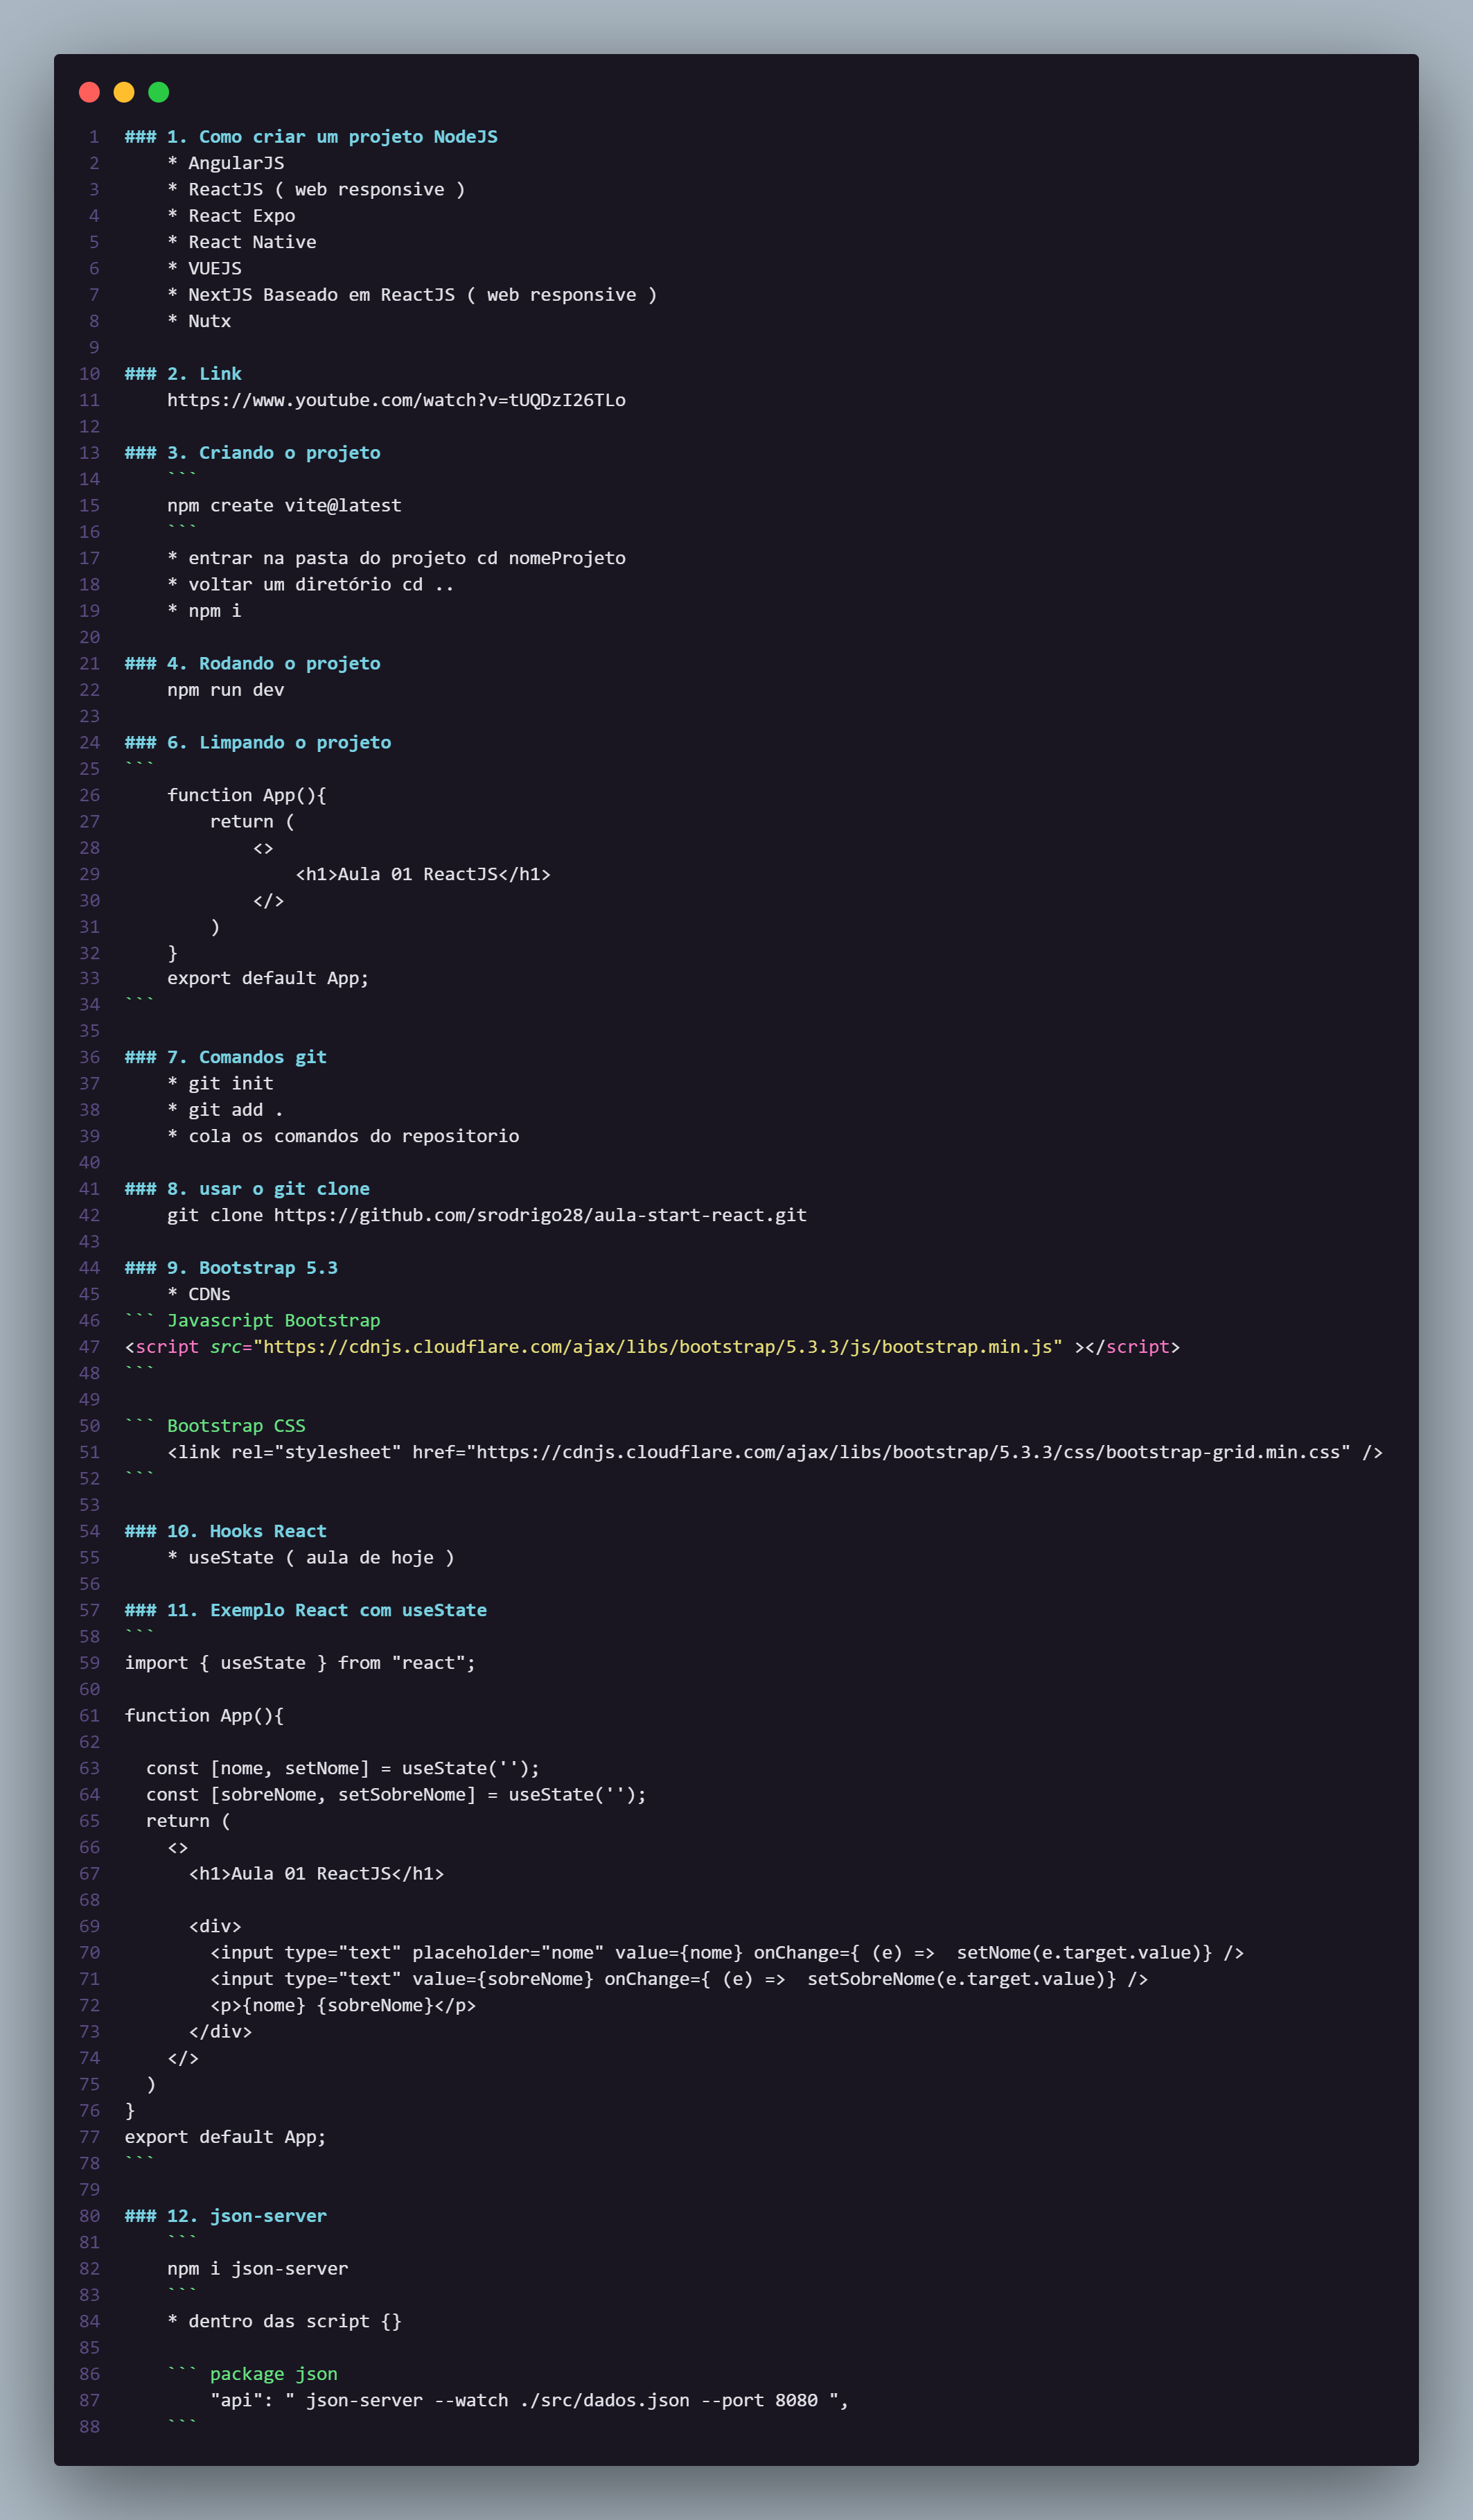 1 ### 1. Como criar um projeto NodeJS
2     * AngularJS
3     * ReactJS ( web responsive )
4     * React Expo
5     * React Native
6     * VUEJS
7     * NextJS Baseado em ReactJS ( web responsive )
8     * Nutx
9
10 ### 2. Link
11     https://www.youtube.com/watch?v=tUQDzI26TLo
12
13 ### 3. Criando o projeto
14     ```
15     npm create vite@latest
16     ```
17     * entrar na pasta do projeto cd nomeProjeto
18     * voltar um diretório cd ..
19     * npm i
20
21 ### 4. Rodando o projeto
22     npm run dev
23
24 ### 6. Limpando o projeto
25 ```
26     function App(){
27         return (
28             <>
29                 <h1>Aula 01 ReactJS</h1>
30             </>
31         )
32     }
33     export default App;
34 ```
35
36 ### 7. Comandos git
37     * git init
38     * git add .
39     * cola os comandos do repositorio
40
41 ### 8. usar o git clone
42     git clone https://github.com/srodrigo28/aula-start-react.git
43
44 ### 9. Bootstrap 5.3
45     * CDNs
46 ``` Javascript Bootstrap
47 <script src="https://cdnjs.cloudflare.com/ajax/libs/bootstrap/5.3.3/js/bootstrap.min.js" ></script>
48 ```
49
50 ``` Bootstrap CSS
51     <link rel="stylesheet" href="https://cdnjs.cloudflare.com/ajax/libs/bootstrap/5.3.3/css/bootstrap-grid.min.css" />
52 ```
53
54 ### 10. Hooks React
55     * useState ( aula de hoje )
56
57 ### 11. Exemplo React com useState
58 ```
59 import { useState } from "react";
60
61 function App(){
62
63   const [nome, setNome] = useState('');
64   const [sobreNome, setSobreNome] = useState('');
65   return (
66     <>
67       <h1>Aula 01 ReactJS</h1>
68
69       <div>
70         <input type="text" placeholder="nome" value={nome} onChange={ (e) =>  setNome(e.target.value)} />
71         <input type="text" value={sobreNome} onChange={ (e) =>  setSobreNome(e.target.value)} />
72         <p>{nome} {sobreNome}</p>
73       </div>
74     </>
75   )
76 }
77 export default App;
78 ```
79
80 ### 12. json-server
81     ```
82     npm i json-server
83     ```
84     * dentro das script {}
85
86     ``` package json
87         "api": " json-server --watch ./src/dados.json --port 8080 ",
88     ```